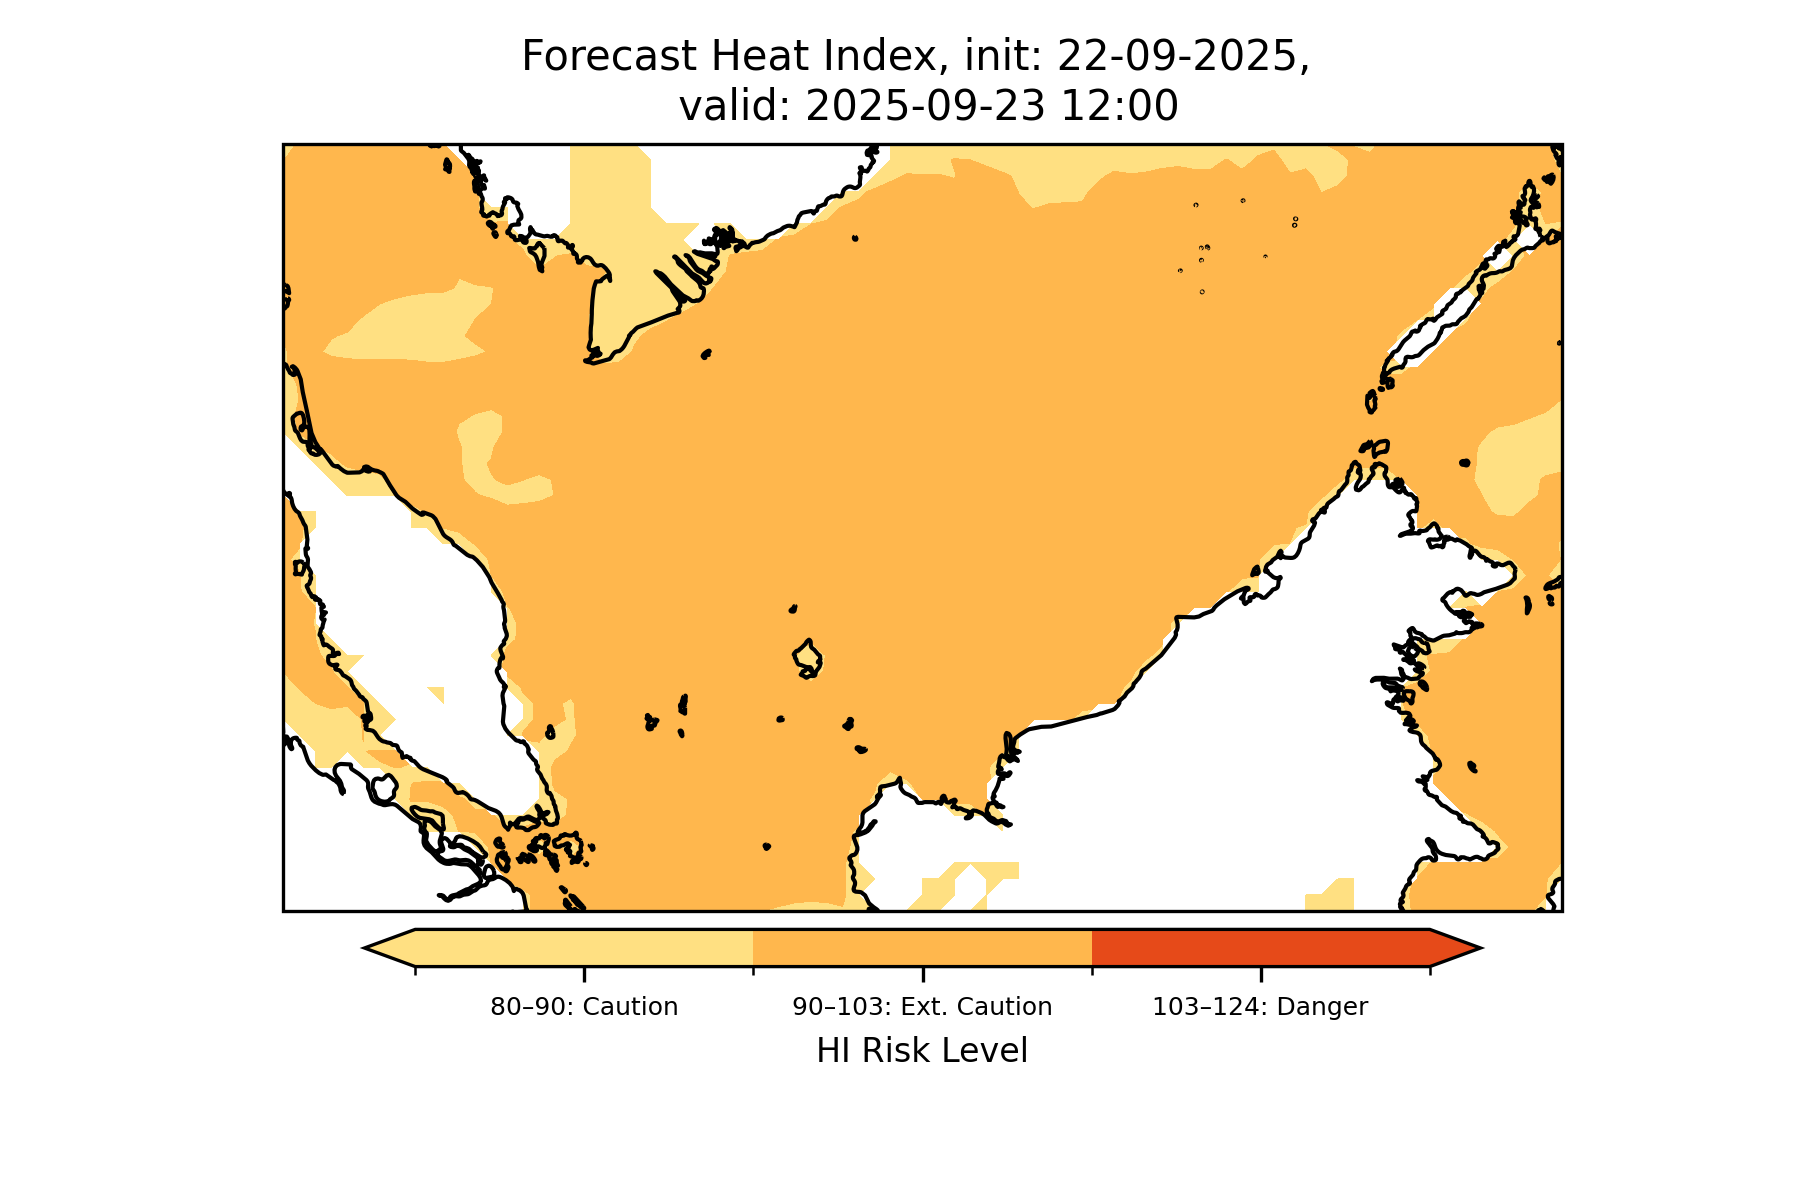 Forecast Heat Index, init: 22-09-2025,
valid: 2025-09-23 12:00
80–90: Caution
90–103: Ext. Caution
103–124: Danger
HI Risk Level